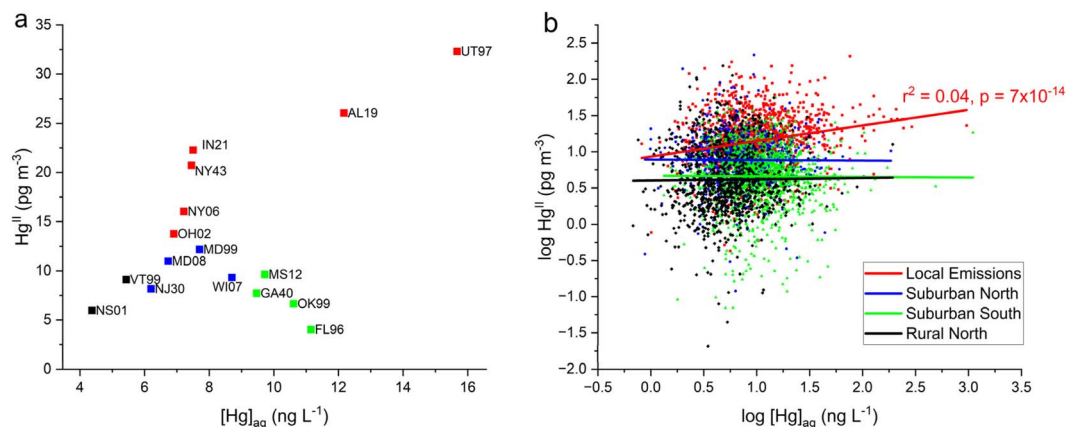 a
Hg^II (pg m^-3)
35
30
25
20
15
10
5
0
UT97
AL19
IN21
NY43
NY06
OH02
MD99
MD08
VT99
NJ30
WI07
MS12
GA40
OK99
NS01
FL96
4 6 8 10 12 14 16
[Hg]aq (ng L^-1)
b
log Hg^II (pg m^-3)
2.5
2.0
1.5
1.0
0.5
0.0
−0.5
−1.0
−1.5
−2.0
r² = 0.04, p = 7x10^-14
Local Emissions
Suburban North
Suburban South
Rural North
−0.5 0.0 0.5 1.0 1.5 2.0 2.5 3.0 3.5
log [Hg]aq (ng L^-1)